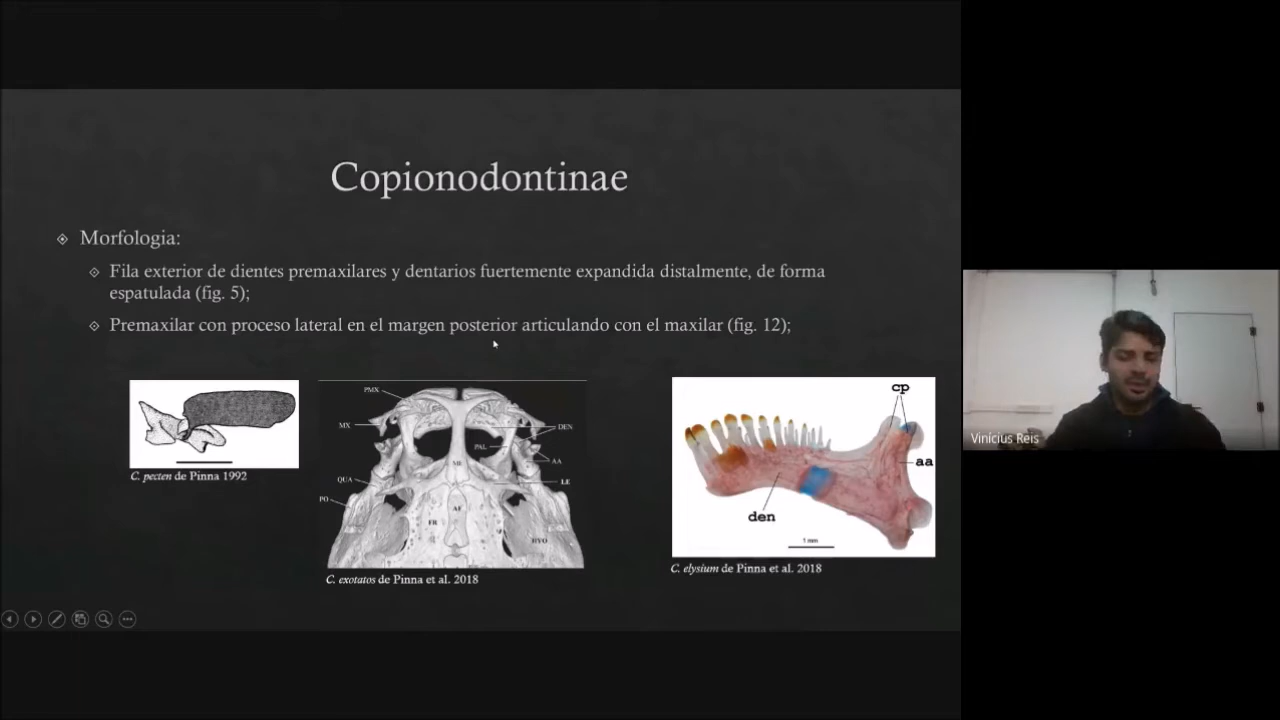 Copionodontinae
Morfologia:
Fila exterior de dientes premaxilares y dentarios fuertemente expandida distalmente, de forma
espatulada (fig. 5);
Premaxilar con proceso lateral en el margen posterior articulando con el maxilar (fig. 12);
C. pecten de Pinna 1992
PMX
MX
DEN
PAL
ME
AA
QUA
LE
PO
AF
FR
HYO
C. exotatos de Pinna et al. 2018
cp
aa
den
1 mm
C. elysium de Pinna et al. 2018
Vinícius Reis